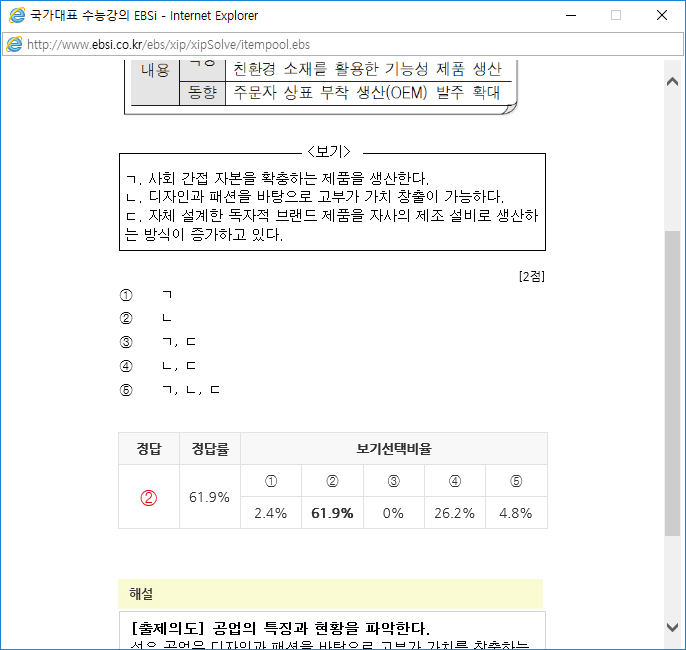 국가대표 수능강의 EBSi - Internet Explorer
http://www.ebsi.co.kr/ebs/xip/xipSolve/itempool.ebs
내용
친환경 소재를 활용한 기능성 제품 생산
동향 주문자 상표 부착 생산(OEM) 발주 확대
<보기>
ㄱ. 사회 간접 자본을 확충하는 제품을 생산한다.
ㄴ. 디자인과 패션을 바탕으로 고부가 가치 창출이 가능하다.
ㄷ. 자체 설계한 독자적 브랜드 제품을 자사의 제조 설비로 생산하
는 방식이 증가하고 있다.
[2점]
① ㄱ
② ㄴ
③ ㄱ, ㄷ
④ ㄴ, ㄷ
⑤ ㄱ, ㄴ, ㄷ
정답 정답률 보기선택비율
① ② ③ ④ ⑤
② 61.9%
2.4% 61.9% 0% 26.2% 4.8%
해설
[출제의도] 공업의 특징과 현황을 파악한다.
섬유 공업은 디자인과 패션을 바탕으로 고부가 가치를 창출하는